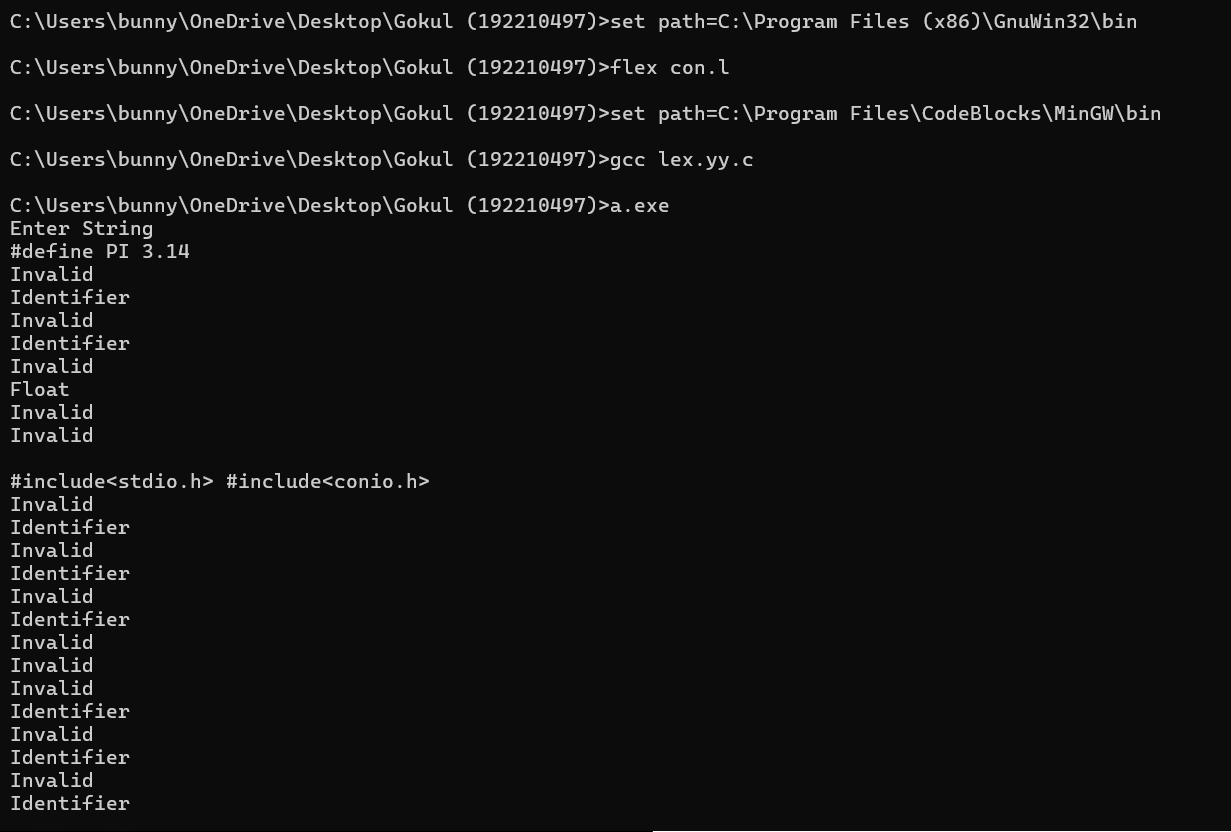 C:\Users\bunny\OneDrive\Desktop\Gokul (192210497)>set path=C:\Program Files (x86)\GnuWin32\bin
C:\Users\bunny\OneDrive\Desktop\Gokul (192210497)>flex con.l
C:\Users\bunny\OneDrive\Desktop\Gokul (192210497)>set path=C:\Program Files\CodeBlocks\MinGW\bin
C:\Users\bunny\OneDrive\Desktop\Gokul (192210497)>gcc lex.yy.c
C:\Users\bunny\OneDrive\Desktop\Gokul (192210497)>a.exe
Enter String
#define PI 3.14
Invalid
Identifier
Invalid
Identifier
Invalid
Float
Invalid
Invalid
#include<stdio.h> #include<conio.h>
Invalid
Identifier
Invalid
Identifier
Invalid
Identifier
Invalid
Invalid
Invalid
Identifier
Invalid
Identifier
Invalid
Identifier